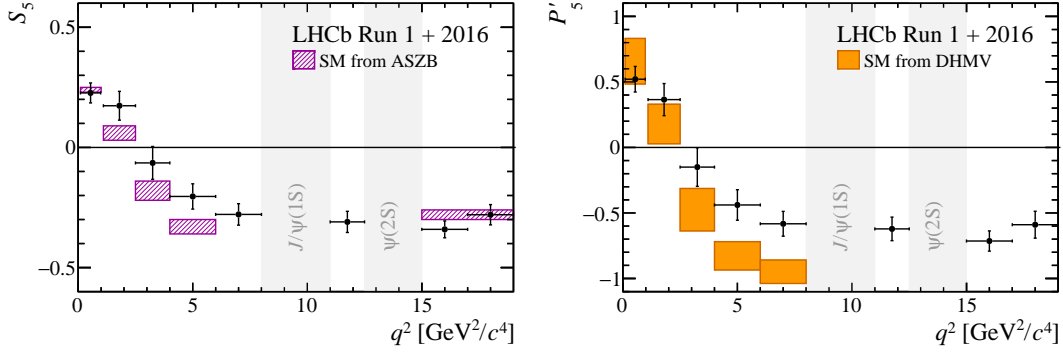 S₅
LHCb Run 1 + 2016
SM from ASZB
0.5
0
−0.5
J/ψ(1S)
ψ(2S)
0
5
10
15
q² [GeV²/c⁴]
P′₅
LHCb Run 1 + 2016
SM from DHMV
1
0.5
0
−0.5
−1
J/ψ(1S)
ψ(2S)
0
5
10
15
q² [GeV²/c⁴]